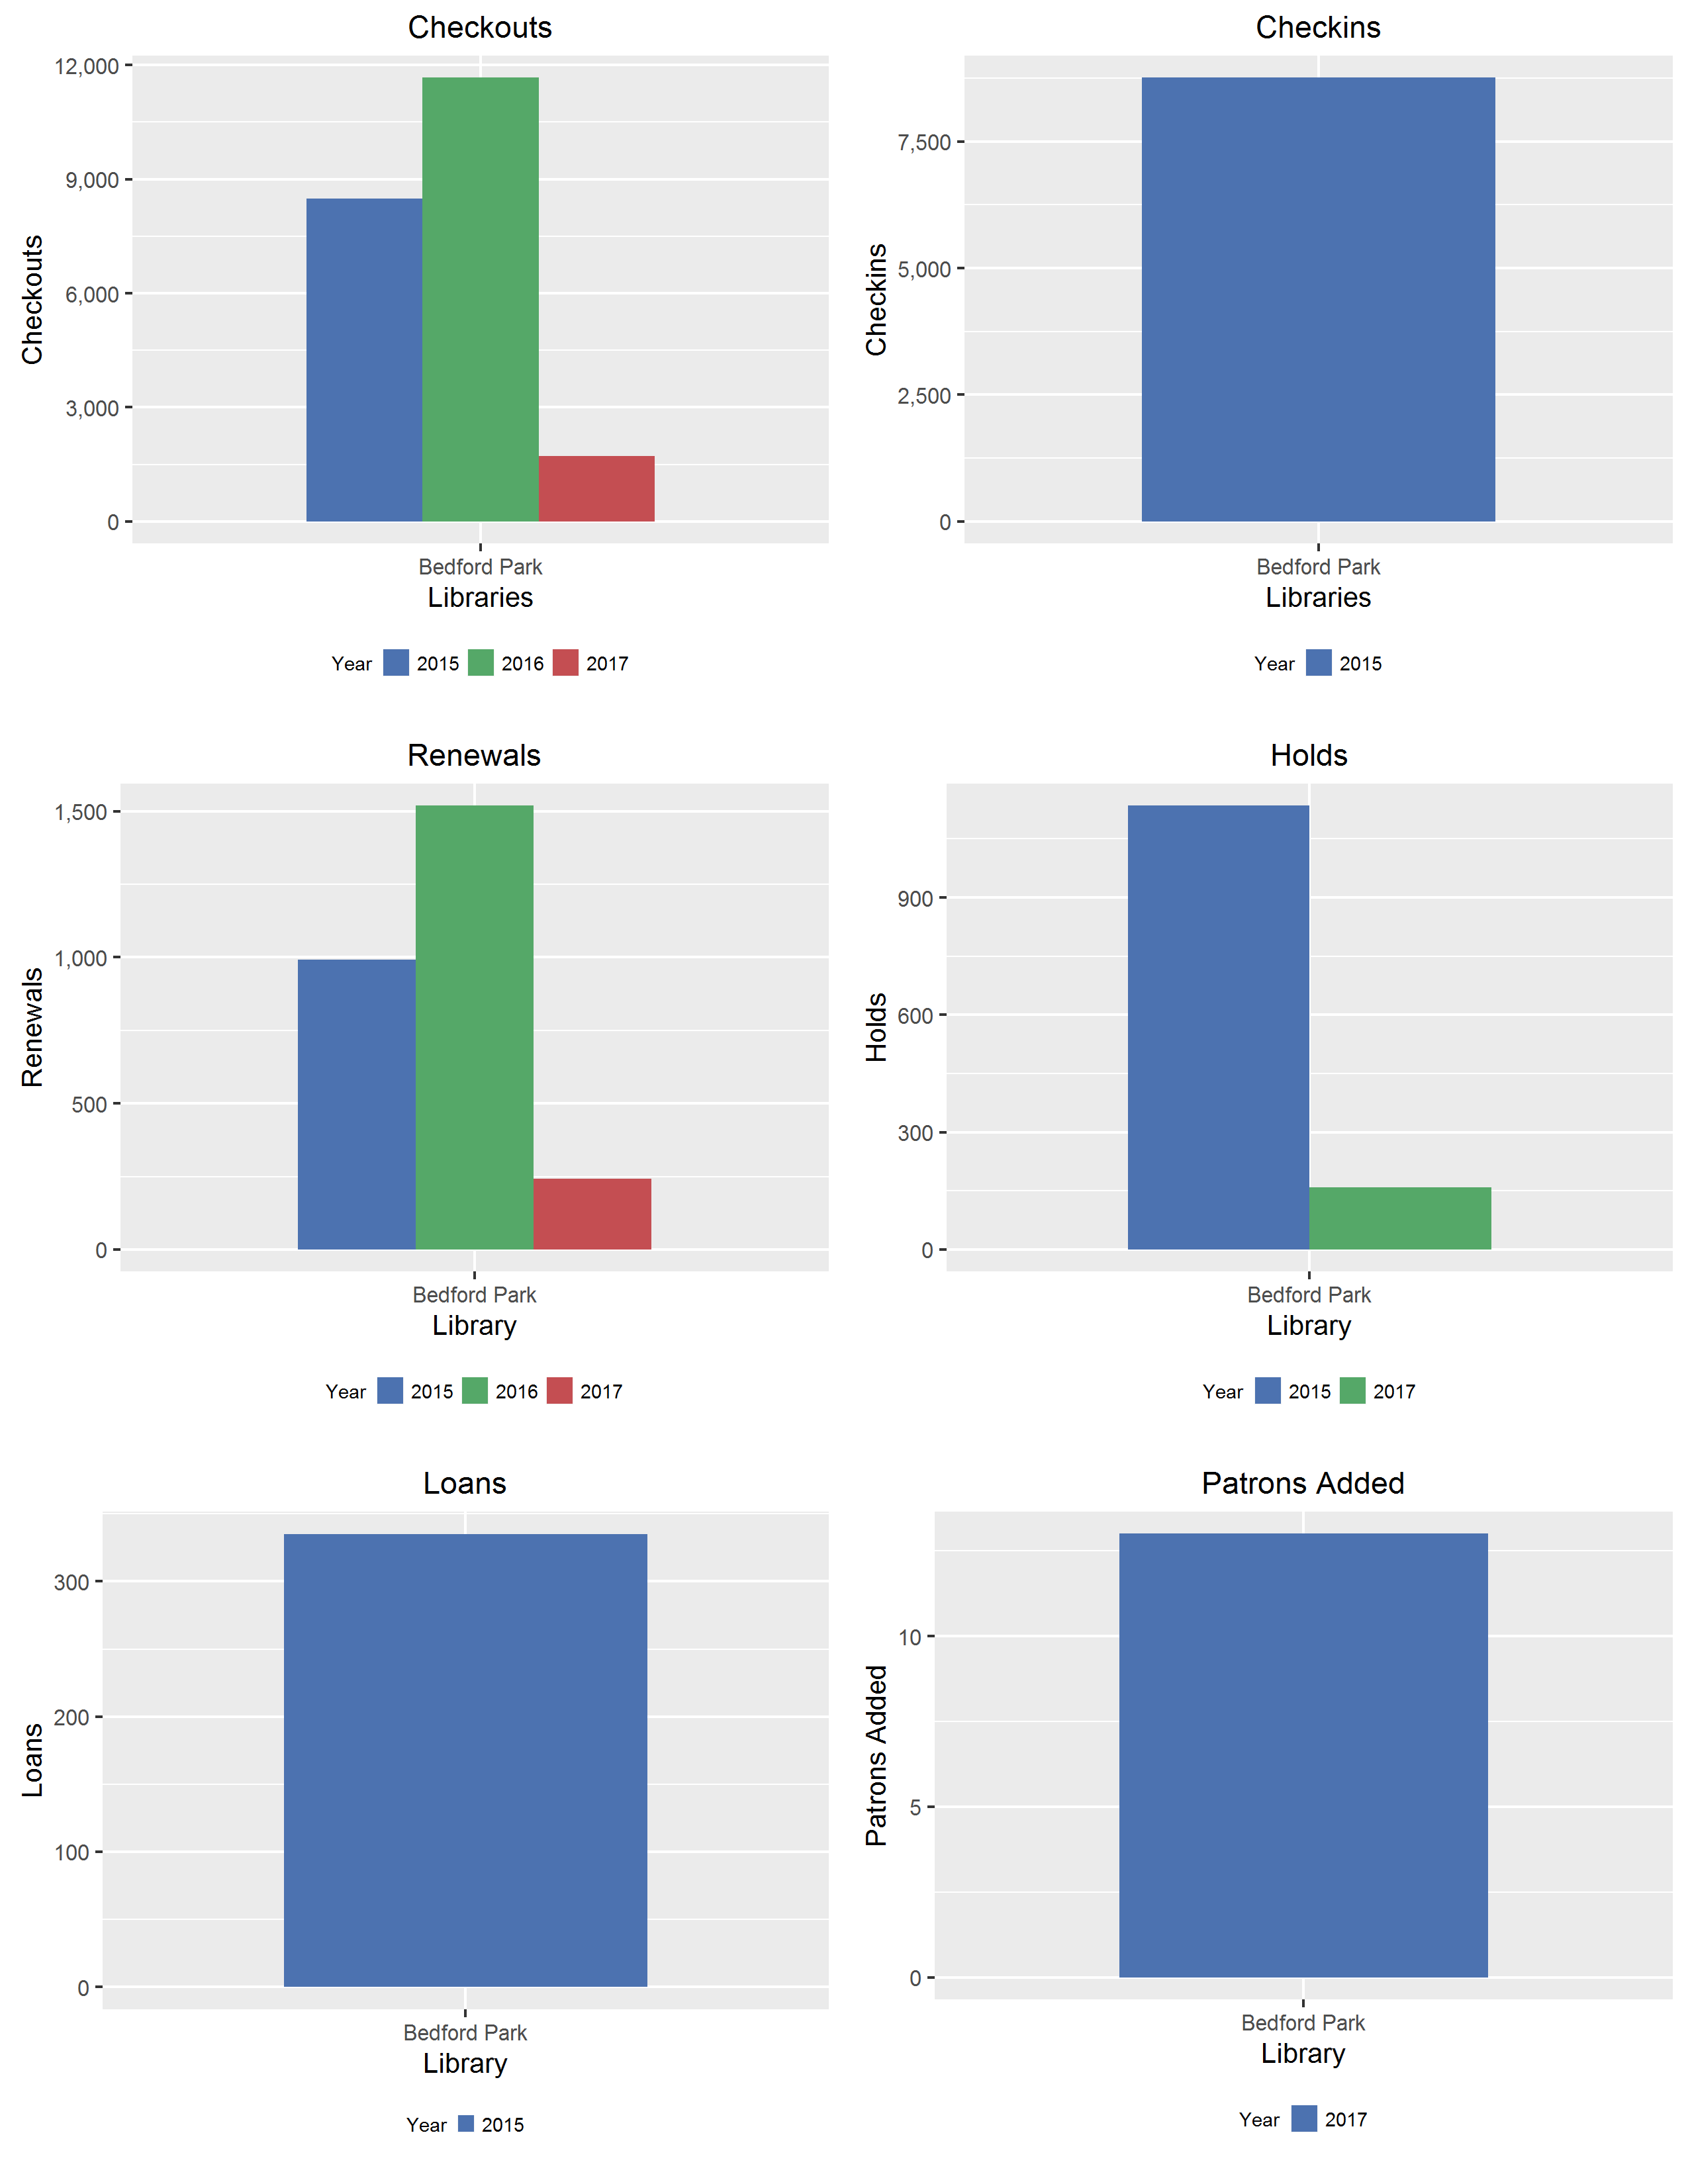 Checkouts
12,000
9,000
6,000
3,000
0
Checkouts
Bedford Park
Libraries
Year 2015 2016 2017
Checkins
7,500
5,000
2,500
0
Checkins
Bedford Park
Libraries
Year 2015
Renewals
1,500
1,000
500
0
Renewals
Bedford Park
Library
Year 2015 2016 2017
Holds
900
600
300
0
Holds
Bedford Park
Library
Year 2015 2017
Loans
300
200
100
0
Loans
Bedford Park
Library
Year 2015
Patrons Added
10
5
0
Patrons Added
Bedford Park
Library
Year 2017